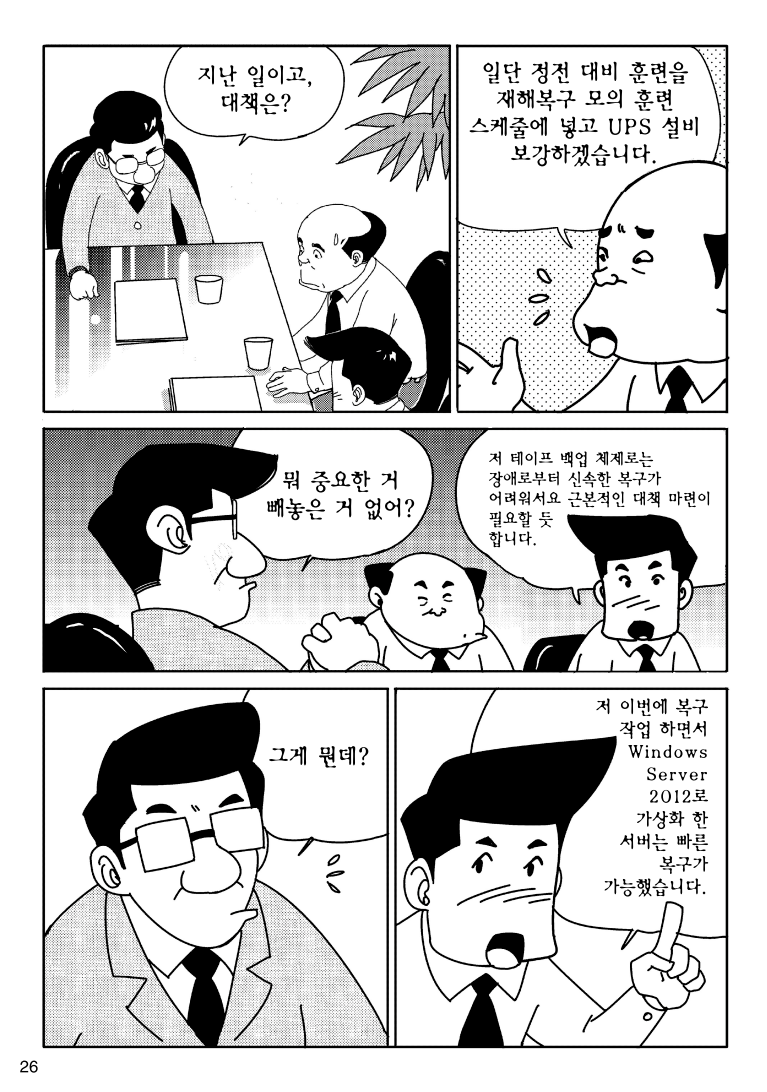 지난 일이고,
대책은?
일단 정전 대비 훈련을
재해복구 모의 훈련
스케줄에 넣고 UPS 설비
보강하겠습니다.
뭐 중요한 거
빼놓은 거 없어?
저 테이프 백업 체제로는
장애로부터 신속한 복구가
어려워서요 근본적인 대책 마련이
필요할 듯
합니다.
그게 뭔데?
저 이번에 복구
작업 하면서
Windows
Server
2012로
가상화 한
서버는 빠른
복구가
가능했습니다.
26